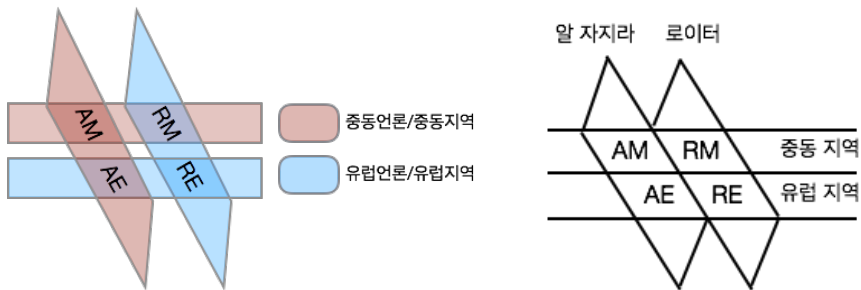 AM
RM
AE
RE
중동언론/중동지역
유럽언론/유럽지역
알 자지라 로이터
AM RM 중동 지역
AE RE 유럽 지역